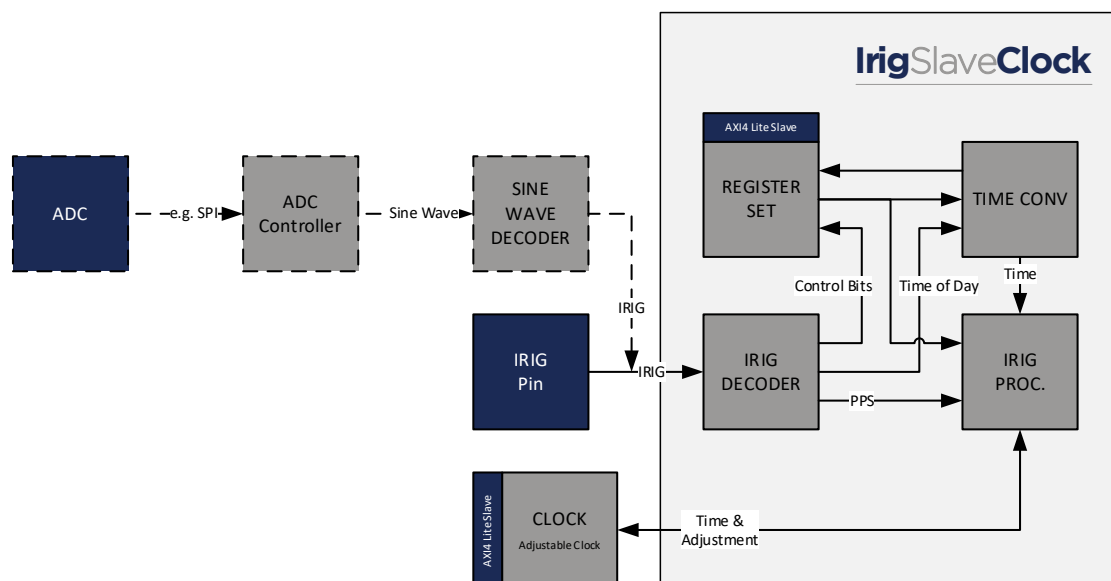 IrigSlaveClock
AXI4 Lite Slave
REGISTER
SET
TIME CONV
ADC
e.g. SPI
ADC
Controller
Sine Wave
SINE
WAVE
DECODER
Time
Control Bits
Time of Day
IRIG
IRIG
Pin
IRIG
IRIG
DECODER
PPS
IRIG
PROC.
AXI4 Lite Slave
CLOCK
Adjustable Clock
Time &
Adjustment